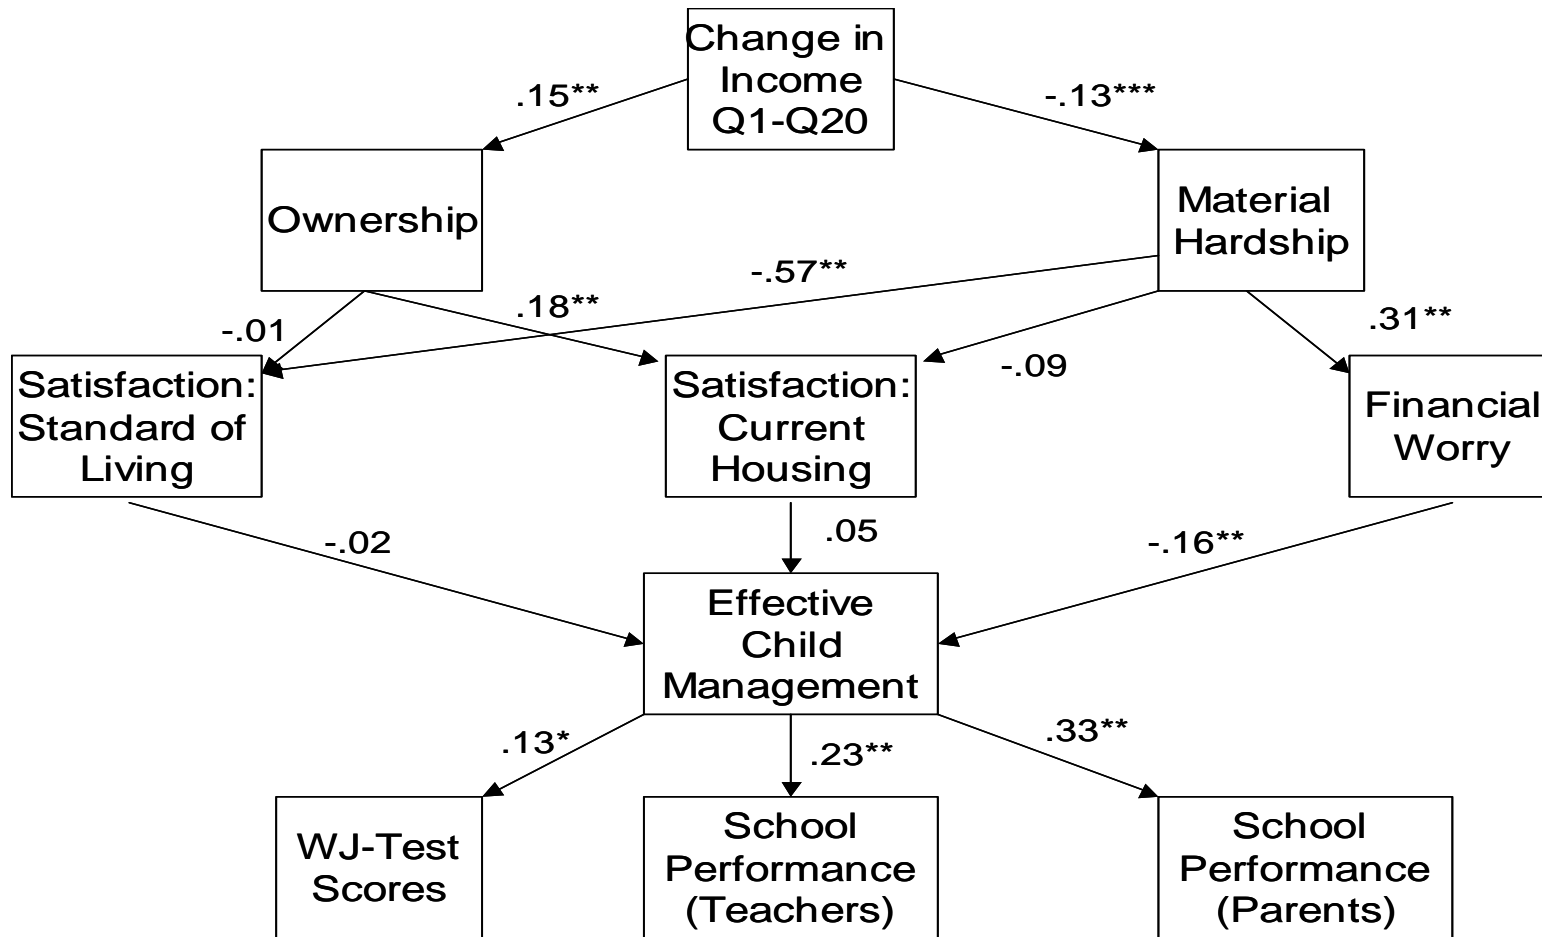 Change in
Income
Q1-Q20
.15**
-.13***
Ownership
Material
Hardship
-.57**
.18**
-.01
.31**
-.09
Satisfaction:
Standard of
Living
Satisfaction:
Current
Housing
Financial
Worry
-.02
.05
-.16**
Effective
Child
Management
.13*
.23**
.33**
WJ-Test
Scores
School
Performance
(Teachers)
School
Performance
(Parents)